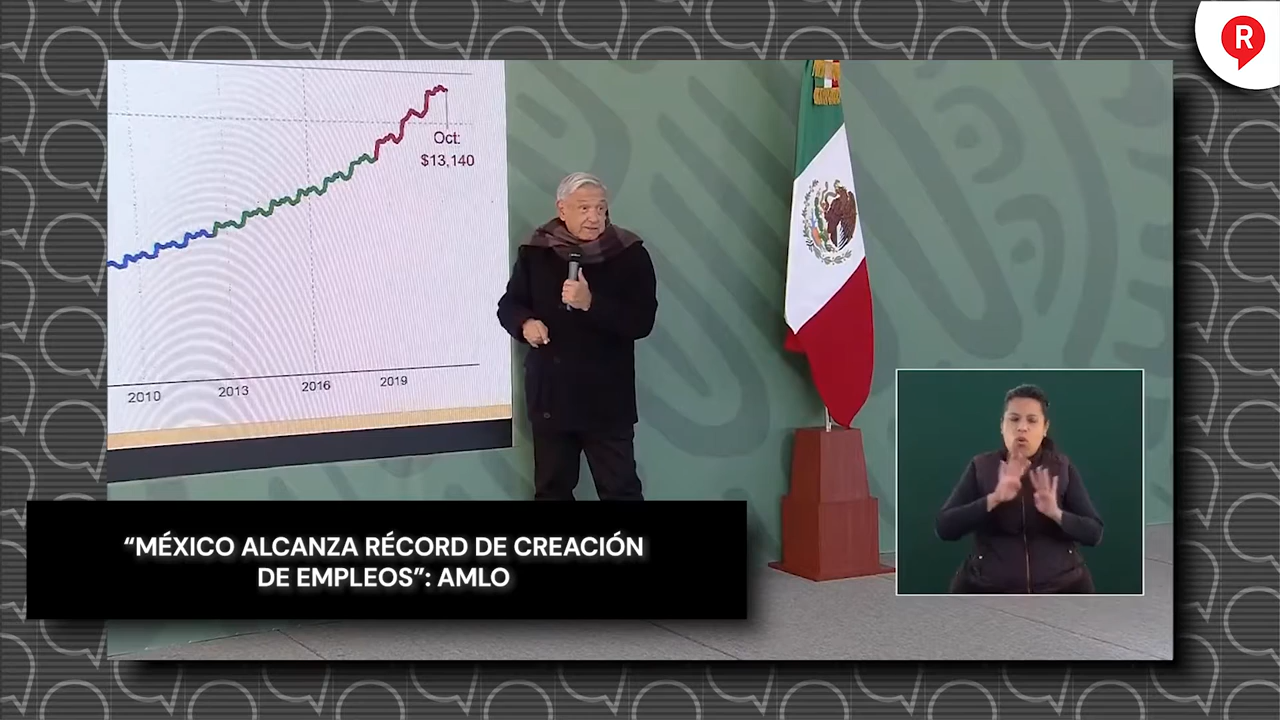 R
Oct:
$13,140
2010
2013
2016
2019
“MÉXICO ALCANZA RÉCORD DE CREACIÓN
DE EMPLEOS”: AMLO